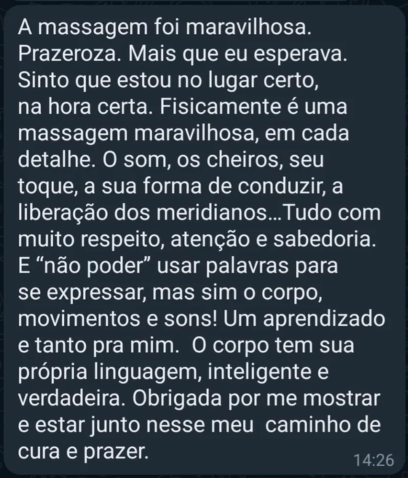 A massagem foi maravilhosa.
Prazeroza. Mais que eu esperava.
Sinto que estou no lugar certo,
na hora certa. Fisicamente é uma
massagem maravilhosa, em cada
detalhe. O som, os cheiros, seu
toque, a sua forma de conduzir, a
liberação dos meridianos...Tudo com
muito respeito, atenção e sabedoria.
E “não poder” usar palavras para
se expressar, mas sim o corpo,
movimentos e sons! Um aprendizado
e tanto pra mim.  O corpo tem sua
própria linguagem, inteligente e
verdadeira. Obrigada por me mostrar
e estar junto nesse meu  caminho de
cura e prazer.
14:26